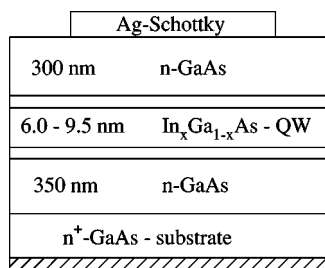 Ag-Schottky
300 nm n-GaAs
6.0 - 9.5 nm InₓGa₁₋ₓAs - QW
350 nm n-GaAs
n⁺-GaAs - substrate